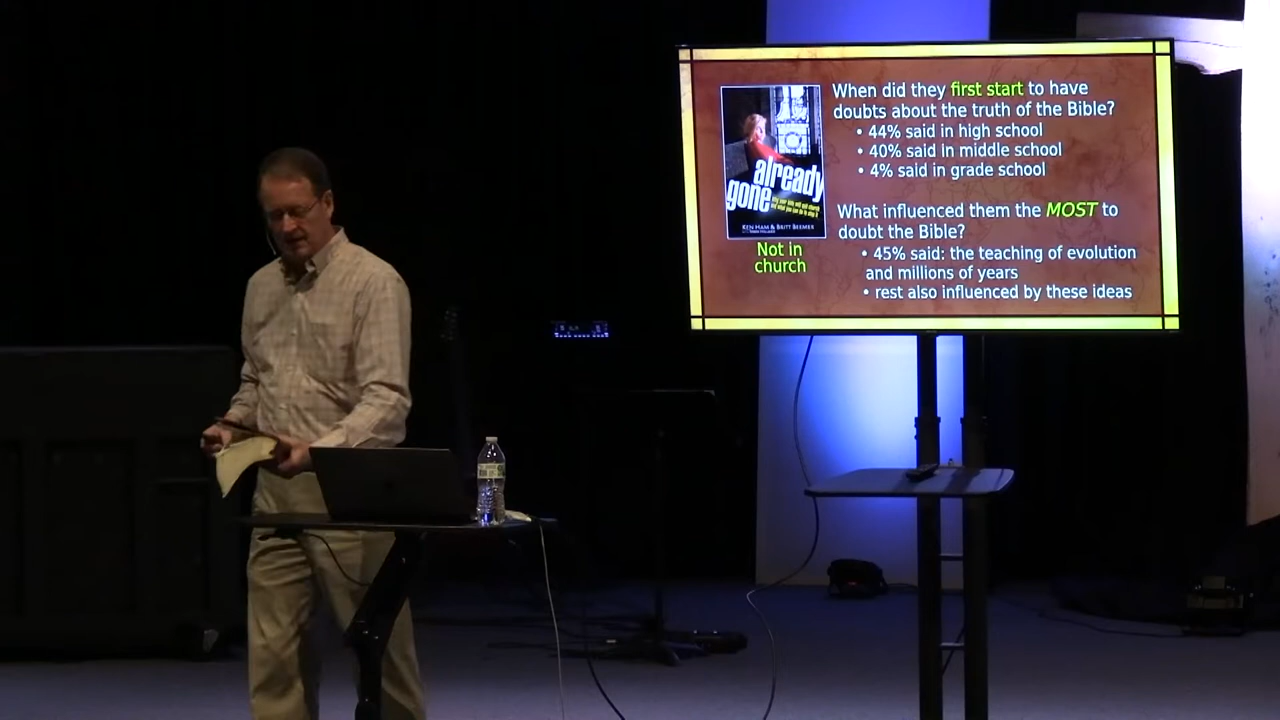 When did they first start to have
doubts about the truth of the Bible?
• 44% said in high school
• 40% said in middle school
• 4% said in grade school
already
gone
KEN HAM & BRITT BEEMER
Not in
church
What influenced them the MOST to
doubt the Bible?
• 45% said: the teaching of evolution
and millions of years
• rest also influenced by these ideas